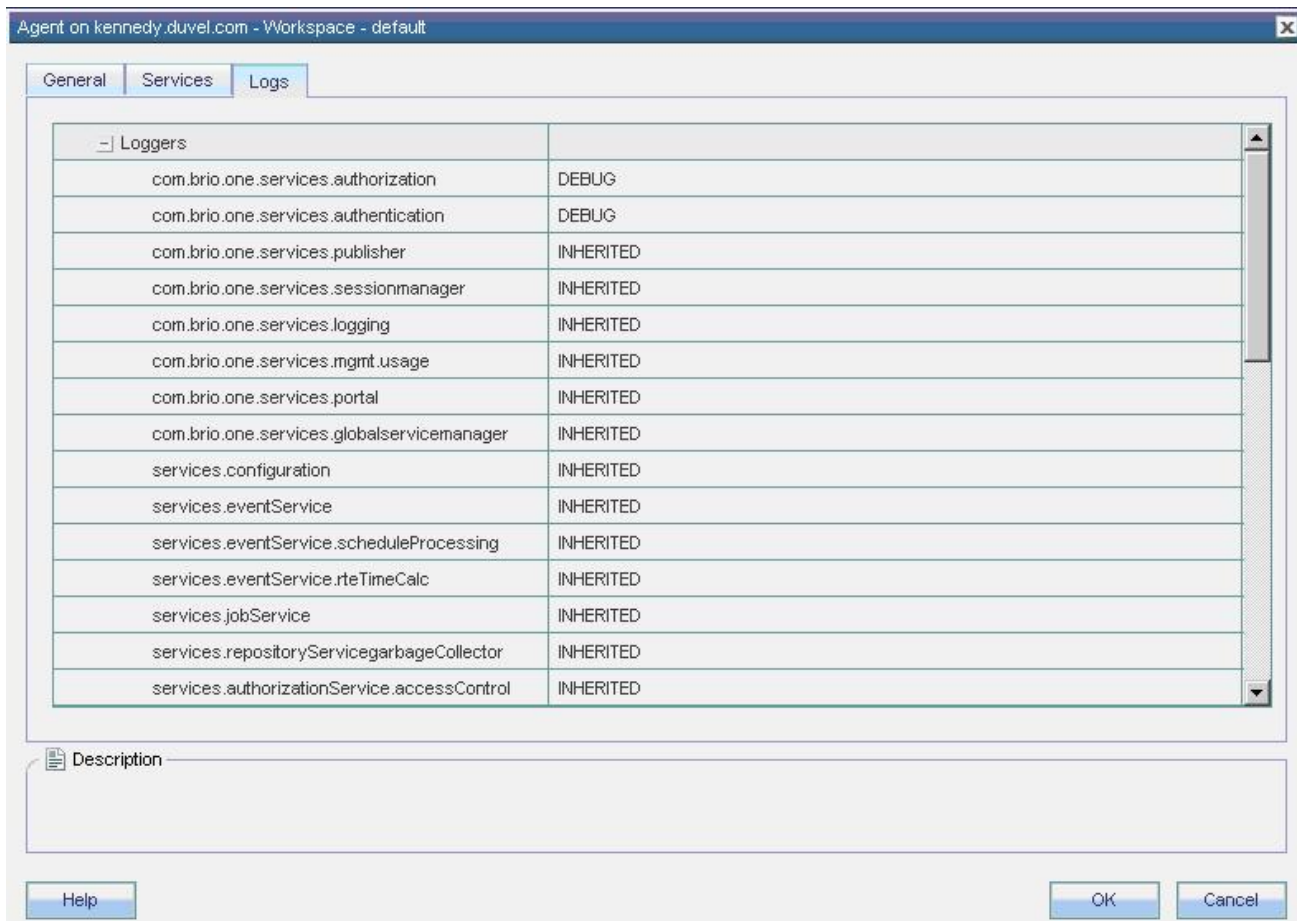 Agent on kennedy.duvel.com - Workspace - default
General Services Logs
Loggers
com.brio.one.services.authorization DEBUG
com.brio.one.services.authentication DEBUG
com.brio.one.services.publisher INHERITED
com.brio.one.services.sessionmanager INHERITED
com.brio.one.services.logging INHERITED
com.brio.one.services.mgmt.usage INHERITED
com.brio.one.services.portal INHERITED
com.brio.one.services.globalservicemanager INHERITED
services.configuration INHERITED
services.eventService INHERITED
services.eventService.scheduleProcessing INHERITED
services.eventService.rteTimeCalc INHERITED
services.jobService INHERITED
services.repositoryServicegarbageCollector INHERITED
services.authorizationService.accessControl INHERITED
Description
Help OK Cancel